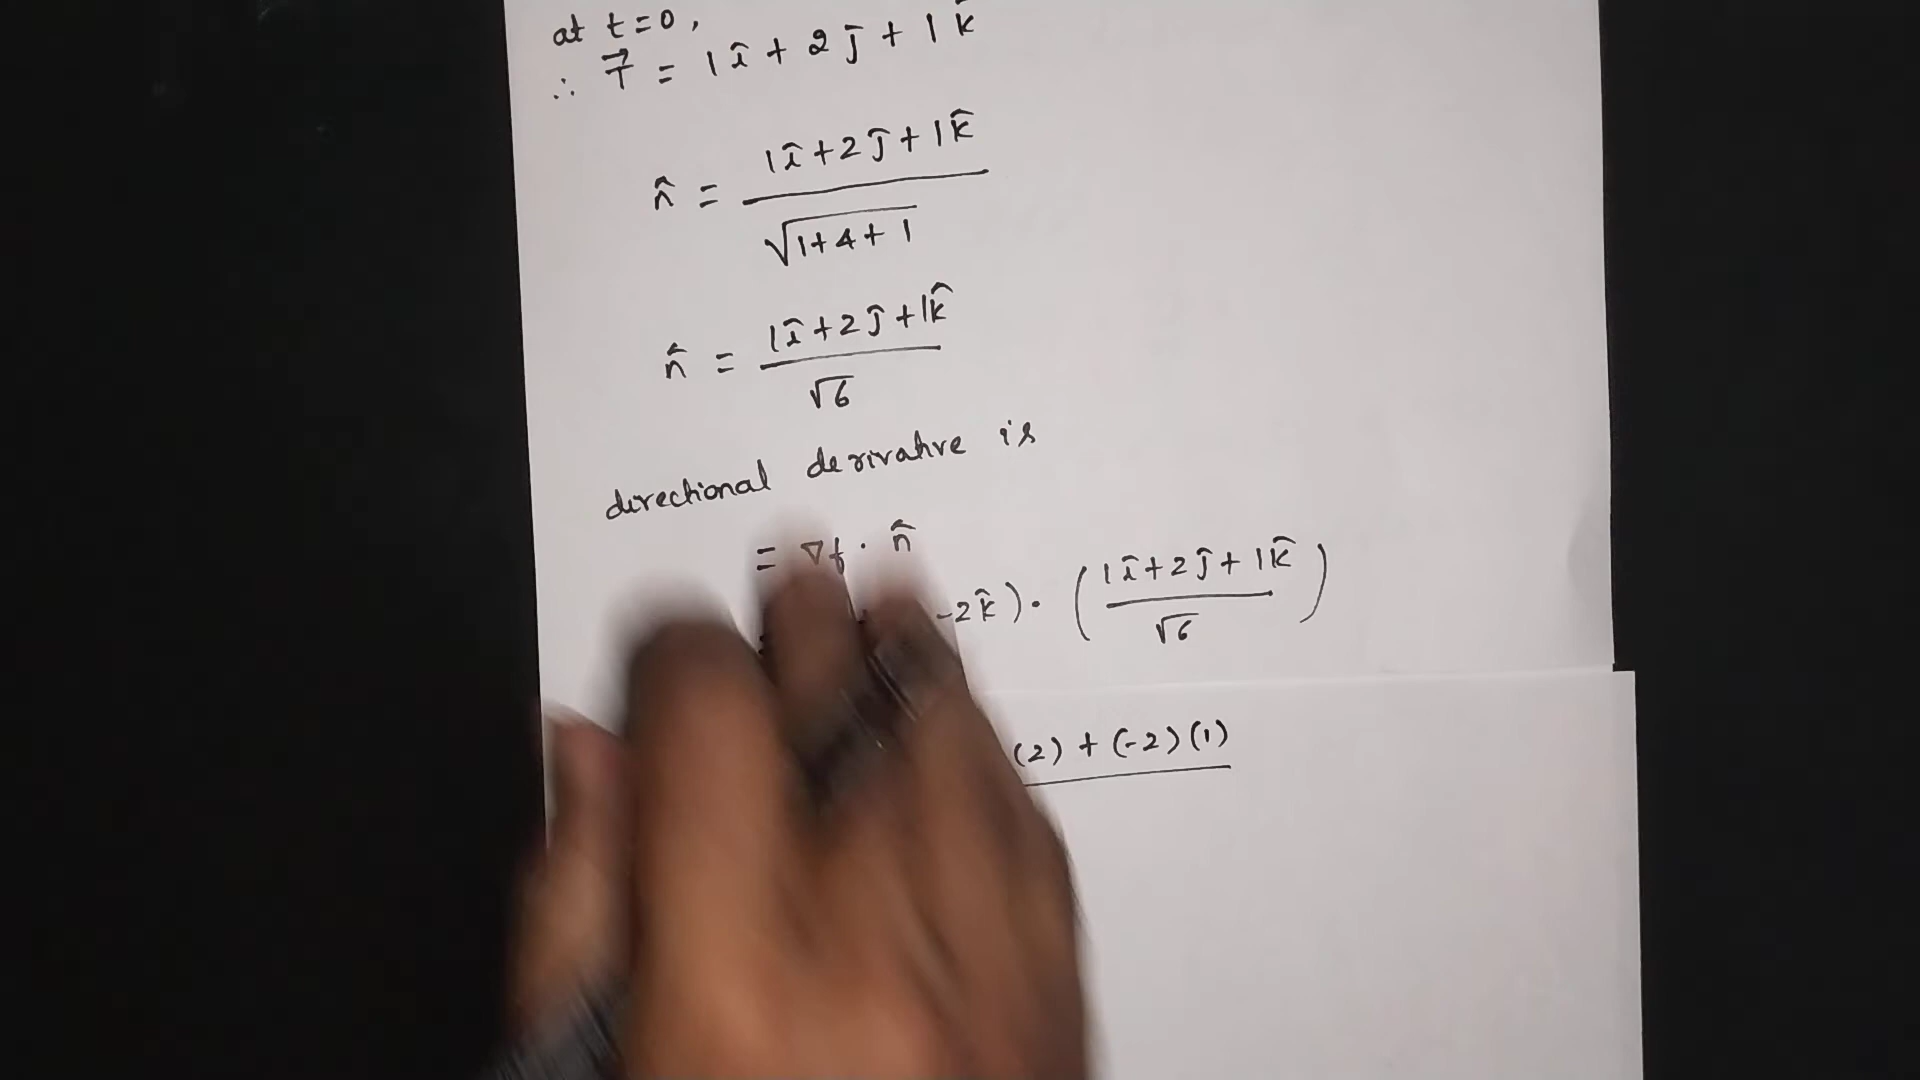 at t=0,
∴ T⃗ = 1î + 2j̄ + 1k̂
n̂ = 1î+2ĵ+1k̂ / √1+4+1
n̂ = 1î+2ĵ+1k̂ / √6
directional derivative is
= ∇f · n̂
-2k̂) · (1î+2ĵ+1k̂ / √6)
(2) + (-2)(1)